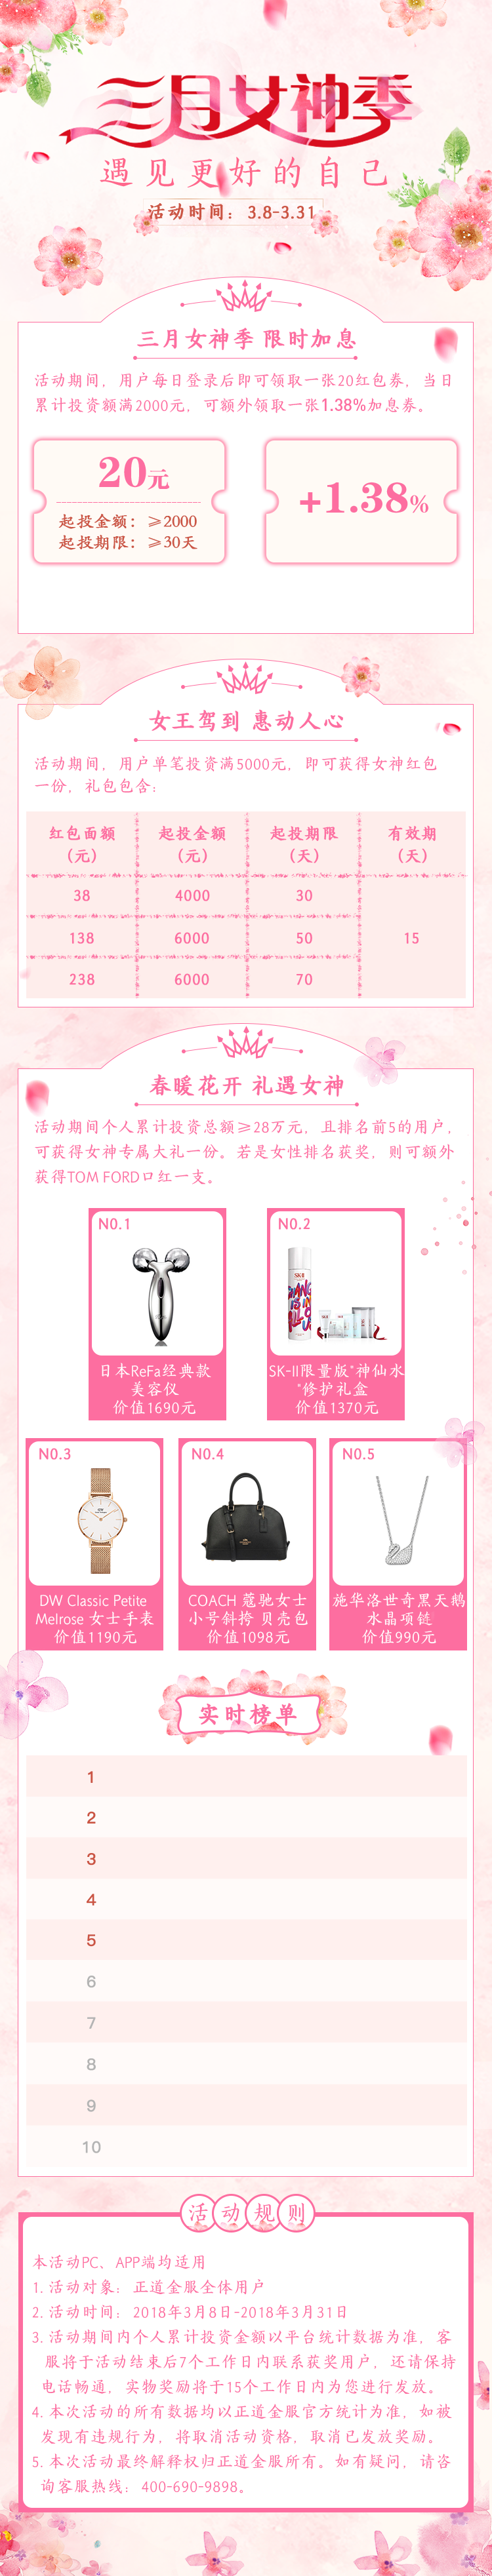 三月女神季
遇见更好的自己
活动时间：3.8-3.31
三月女神季 限时加息
活动期间，用户每日登录后即可领取一张20红包券，当日
累计投资额满2000元，可额外领取一张1.38%加息券。
20元
起投金额：≥2000
起投期限：≥30天
+1.38%
女王驾到 惠动人心
活动期间，用户单笔投资满5000元，即可获得女神红包
一份，礼包包含：
红包面额 起投金额 起投期限 有效期
（元） （元） （天） （天）
38 4000 30
138 6000 50 15
238 6000 70
春暖花开 礼遇女神
活动期间个人累计投资总额≥28万元，且排名前5的用户，
可获得女神专属大礼一份。若是女性排名获奖，则可额外
获得TOM FORD口红一支。
NO.1
日本ReFa经典款
美容仪
价值1690元
NO.2
SK-II限量版"神仙水
"修护礼盒
价值1370元
NO.3
DW Classic Petite
Melrose 女士手表
价值1190元
NO.4
COACH 蔻驰女士
小号斜挎 贝壳包
价值1098元
NO.5
施华洛世奇黑天鹅
水晶项链
价值990元
实时榜单
1
2
3
4
5
6
7
8
9
10
活动规则
本活动PC、APP端均适用
1. 活动对象：正道金服全体用户
2. 活动时间：2018年3月8日-2018年3月31日
3. 活动期间内个人累计投资金额以平台统计数据为准，客
服将于活动结束后7个工作日内联系获奖用户，还请保持
电话畅通，实物奖励将于15个工作日内为您进行发放。
4. 本次活动的所有数据均以正道金服官方统计为准，如被
发现有违规行为，将取消活动资格，取消已发放奖励。
5. 本次活动最终解释权归正道金服所有。如有疑问，请咨
询客服热线：400-690-9898。